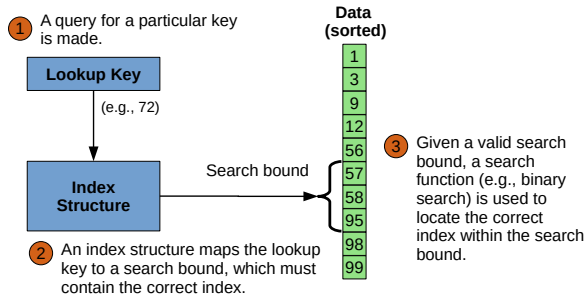 1
A query for a particular key
is made.
Lookup Key
(e.g., 72)
Index
Structure
Search bound
2
An index structure maps the lookup
key to a search bound, which must
contain the correct index.
Data
(sorted)
1
3
9
12
56
57
58
95
98
99
3
Given a valid search
bound, a search
function (e.g., binary
search) is used to
locate the correct
index within the search
bound.